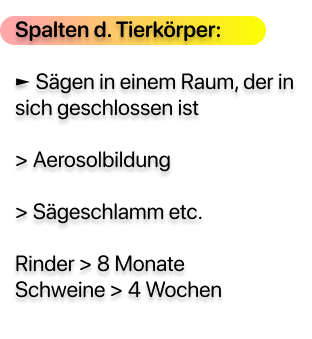 Spalten d. Tierkörper:
► Sägen in einem Raum, der in
sich geschlossen ist
> Aerosolbildung
> Sägeschlamm etc.
Rinder > 8 Monate
Schweine > 4 Wochen